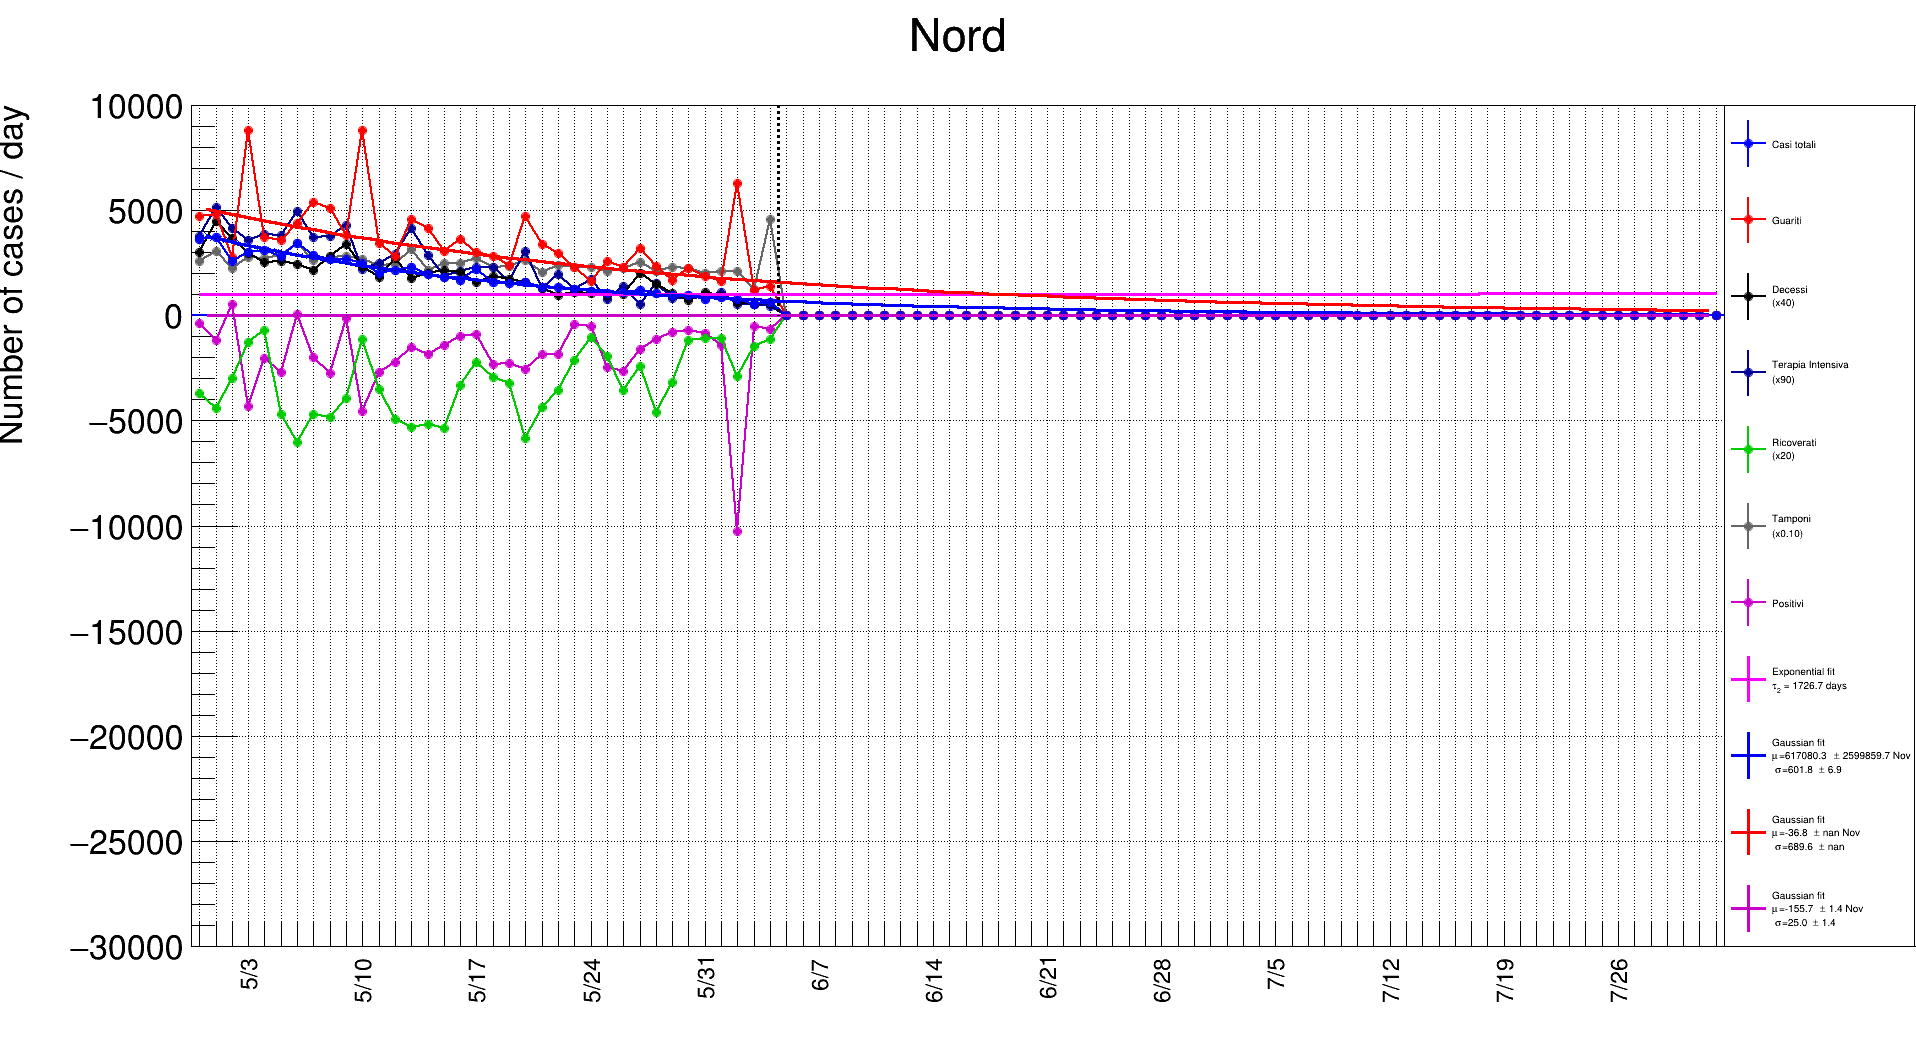 Nord
Number of cases / day
10000
5000
0
−5000
−10000
−15000
−20000
−25000
−30000
5/3
5/10
5/17
5/24
5/31
6/7
6/14
6/21
6/28
7/5
7/12
7/19
7/26
Casi totali
Guariti
Decessi
(x40)
Terapia Intensiva
(x90)
Ricoverati
(x20)
Tamponi
(x0.10)
Positivi
Exponential fit
τ2 = 1726.7 days
Gaussian fit
μ=617080.3 ± 2599859.7 Nov
σ=601.8 ± 6.9
Gaussian fit
μ=-36.8 ± nan Nov
σ=689.6 ± nan
Gaussian fit
μ=-155.7 ± 1.4 Nov
σ=25.0 ± 1.4